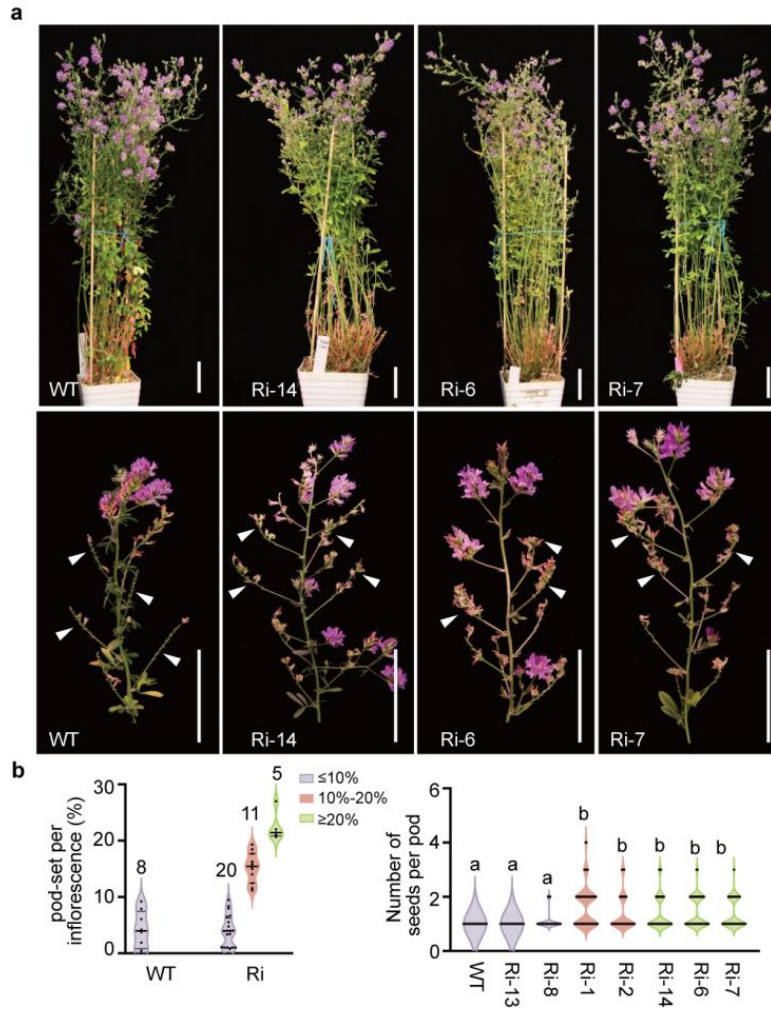 a
WT
Ri-14
Ri-6
Ri-7
WT
Ri-14
Ri-6
Ri-7
b
pod-set per
inflorescence (%)
30
20
10
0
8
20
11
5
WT
Ri
≤10%
10%-20%
≥20%
Number of
seeds per pod
6
4
2
0
a
a
a
b
b
b
b
b
WT
Ri-13
Ri-8
Ri-1
Ri-2
Ri-14
Ri-6
Ri-7